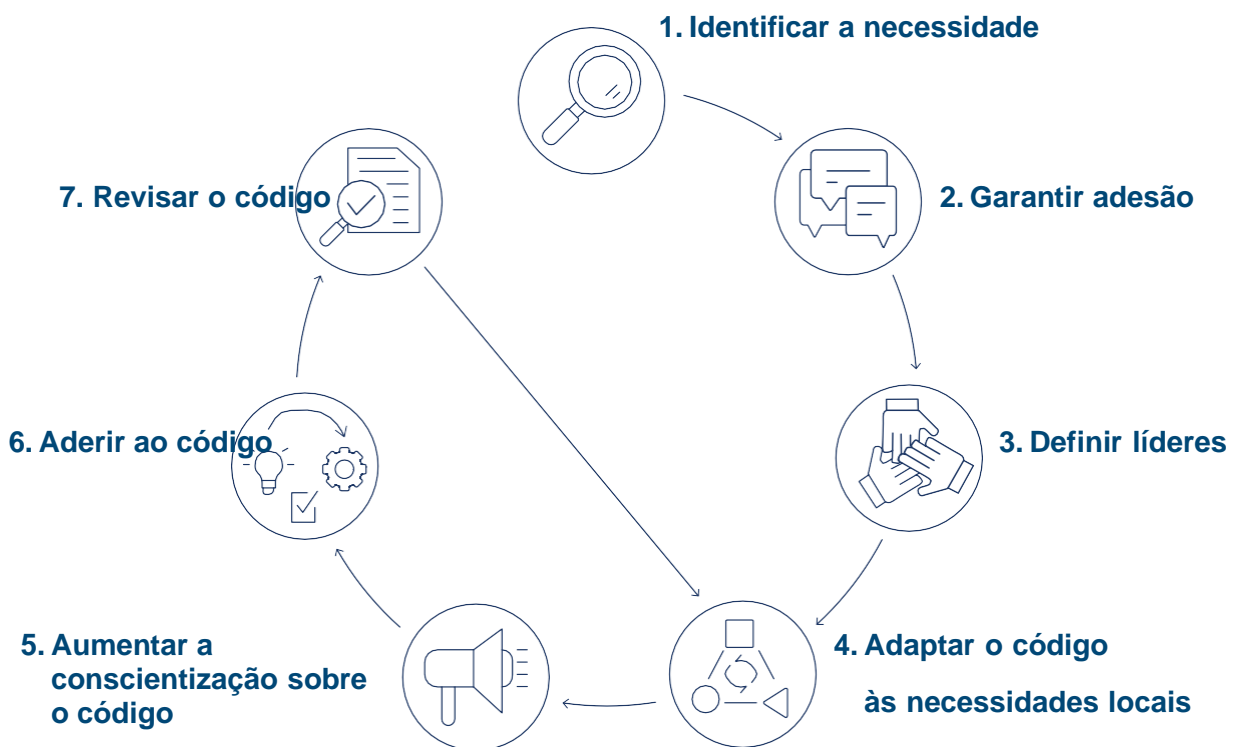 1. Identificar a necessidade
2. Garantir adesão
3. Definir líderes
4. Adaptar o código
às necessidades locais
5. Aumentar a
conscientização sobre
o código
6. Aderir ao código
7. Revisar o código